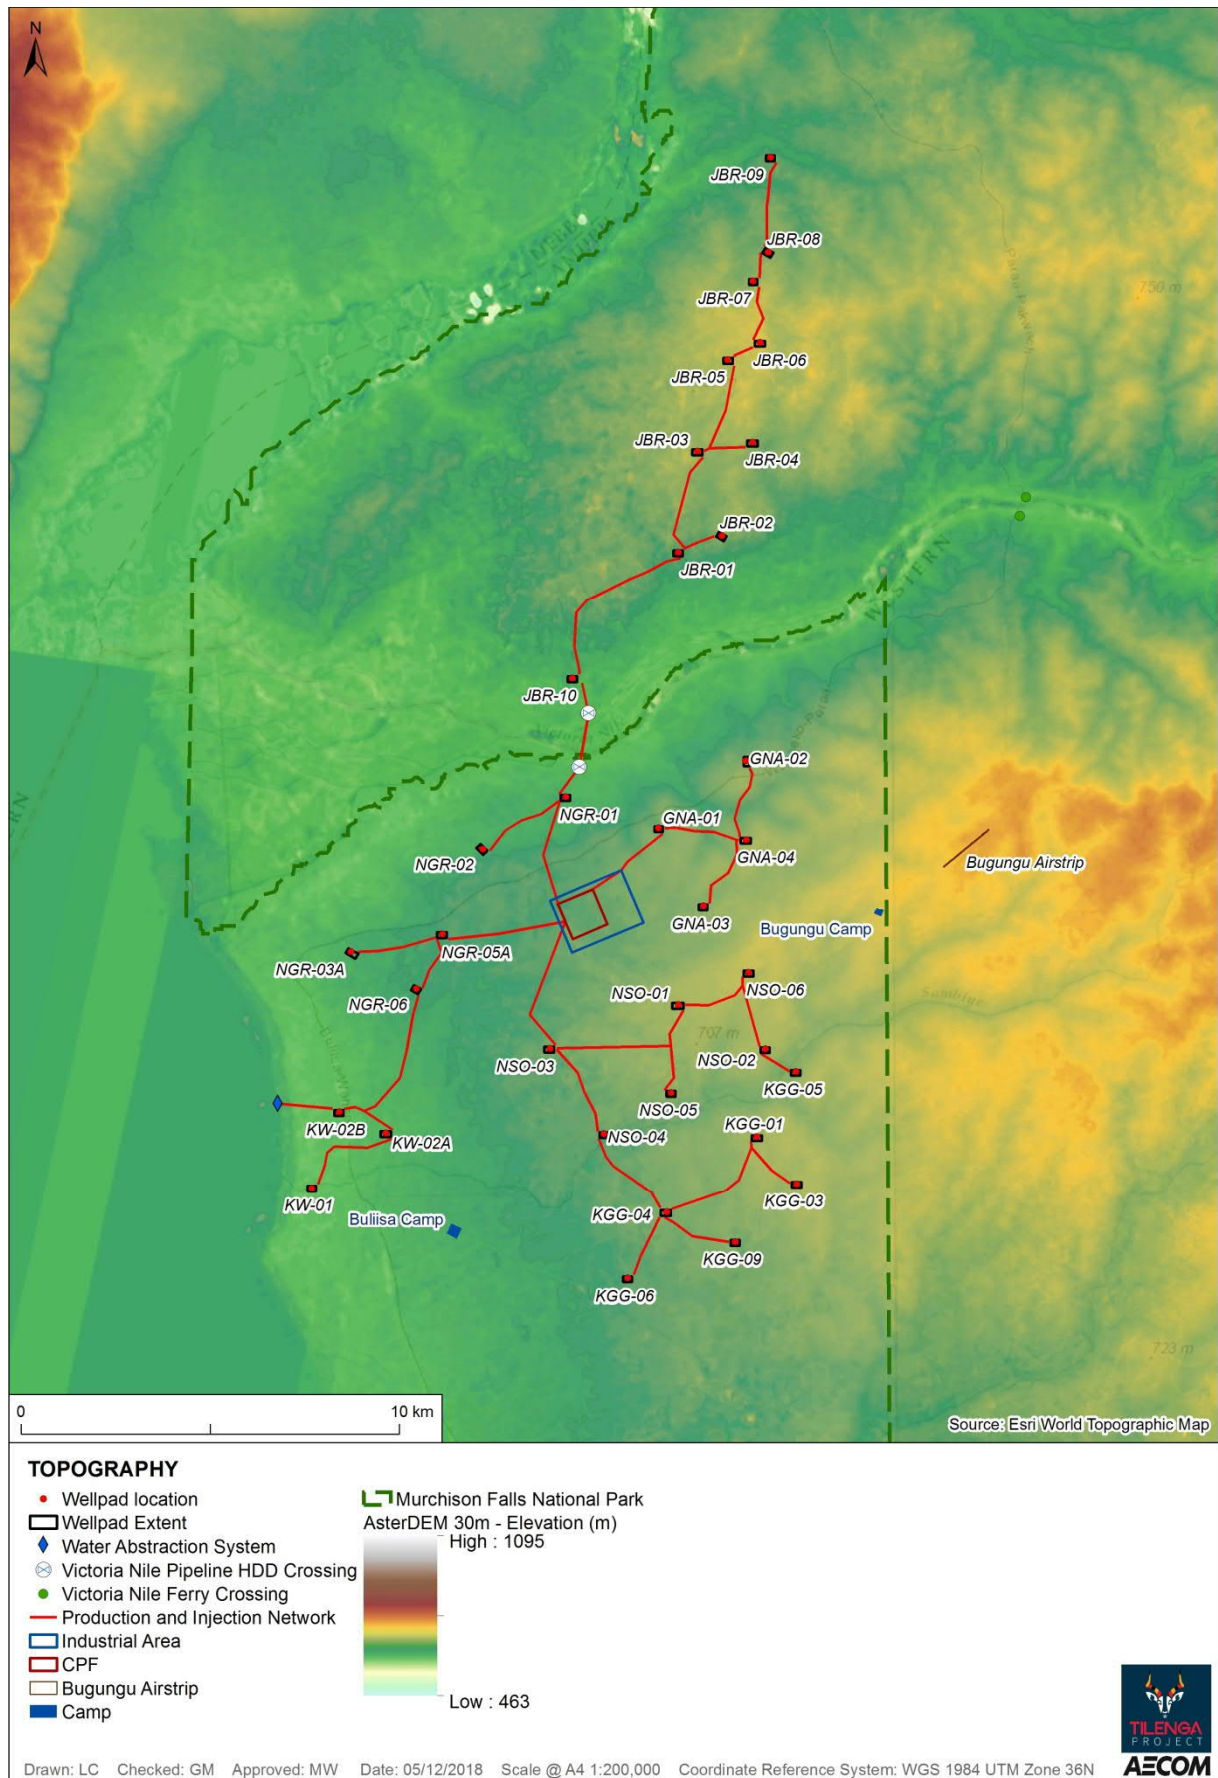 N
JBR-09
JBR-08
JBR-07
750 m
JBR-06
JBR-05
JBR-03
JBR-04
JBR-02
JBR-01
WESTERN
JBR-10
GNA-02
NGR-01
GNA-01
NGR-02
GNA-04
Bugungu Airstrip
GNA-03
Bugungu Camp
NGR-05A
NGR-03A
NSO-06
NGR-06
NSO-01
Sambiye
707 m
NSO-03
NSO-02
KGG-05
NSO-05
KW-02B
KGG-01
NSO-04
KW-02A
KW-01
KGG-03
Buliisa Camp
KGG-04
KGG-09
KGG-06
723 m
0 10 km
Source: Esri World Topographic Map
TOPOGRAPHY
Wellpad location
Wellpad Extent
Water Abstraction System
Victoria Nile Pipeline HDD Crossing
Victoria Nile Ferry Crossing
Production and Injection Network
Industrial Area
CPF
Bugungu Airstrip
Camp
Murchison Falls National Park
AsterDEM 30m - Elevation (m)
High : 1095
Low : 463
TILENGA
PROJECT
AECOM
Drawn: LC Checked: GM Approved: MW Date: 05/12/2018 Scale @ A4 1:200,000 Coordinate Reference System: WGS 1984 UTM Zone 36N